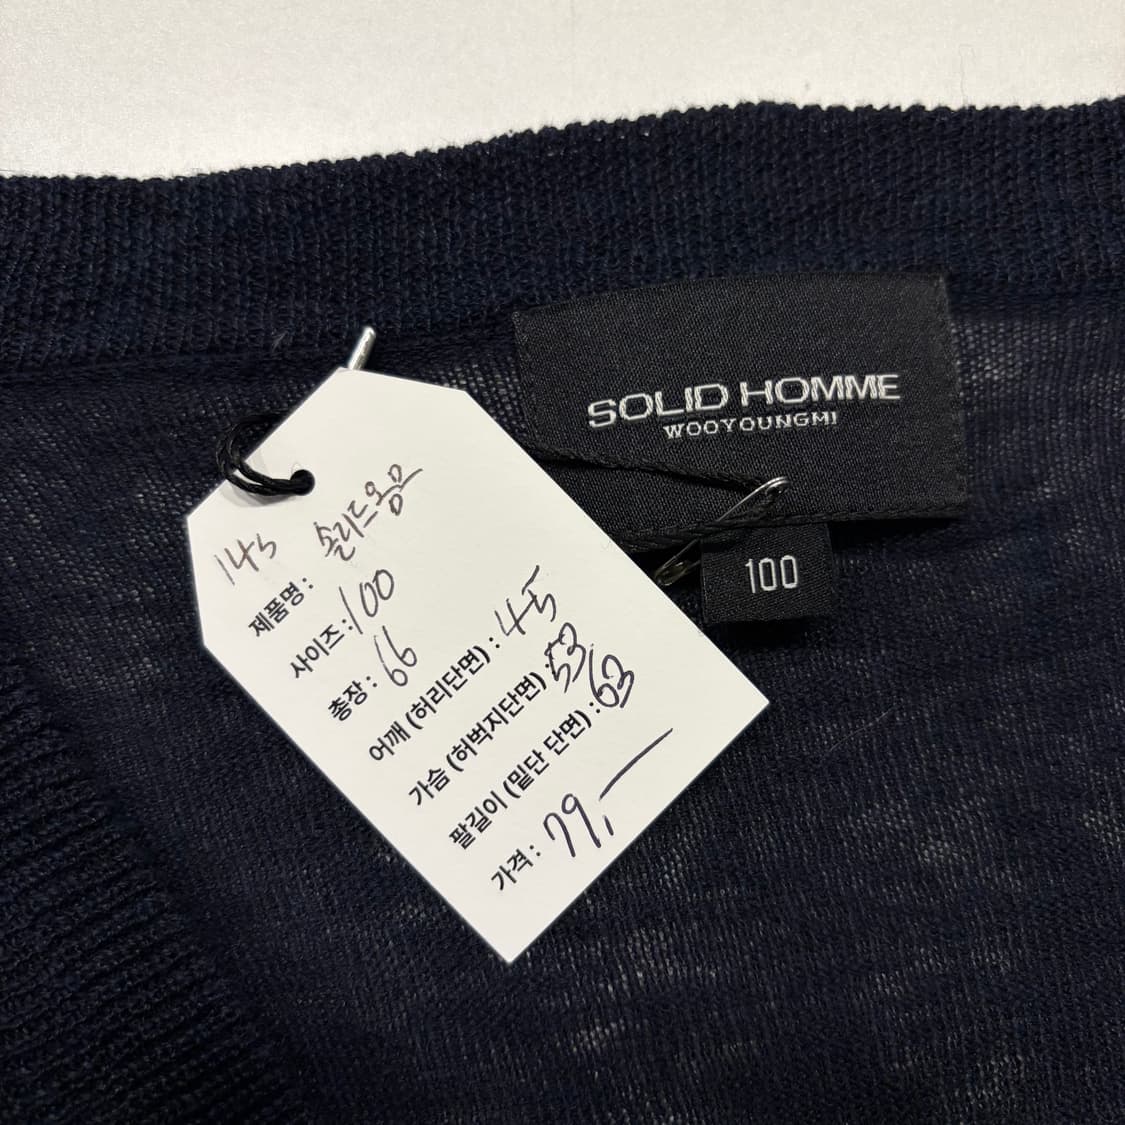 145 솔리드옴므
제품명 :
사이즈 : 100
총장 : 66
어깨 (허리단면) : 45
가슴 (허벅지단면) : 53
팔길이 (밑단 단면) : 63
가격 : 79,—
SOLID HOMME
WOOYOUNGMI
100